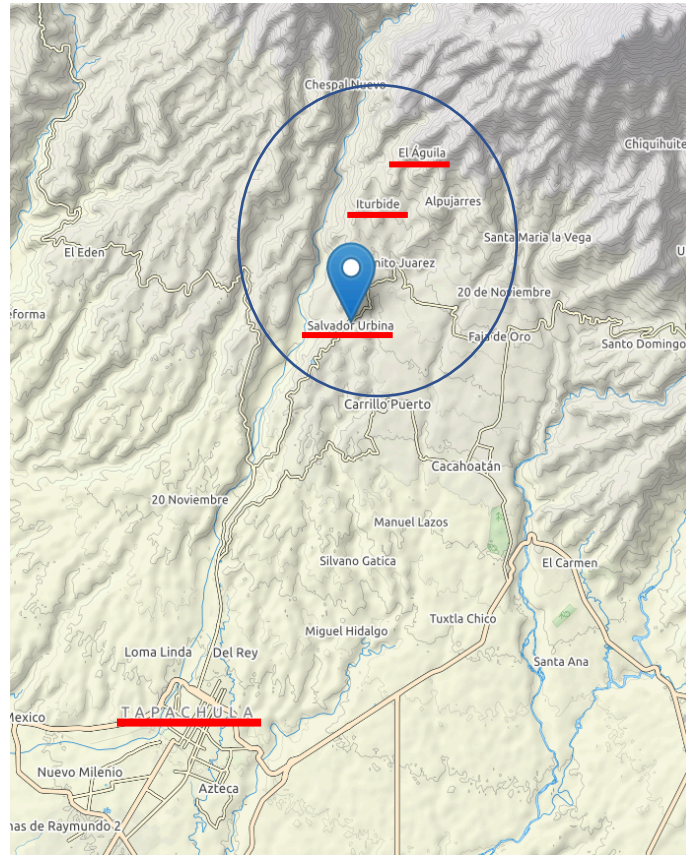 Chespal Nuevo
El Águila
Chiquihuite
Iturbide
Alpujarres
Santa María la Vega
El Eden
nito Juarez
20 de Noviembre
eforma
Salvador Urbina
Faja de Oro
Santo Domingo
Carrillo Puerto
Cacahoatán
20 Noviembre
Manuel Lazos
Silvano Gatica
El Carmen
Tuxtla Chico
Miguel Hidalgo
Loma Linda
Del Rey
Santa Ana
TAPACHULA
Mexico
Nuevo Milenio
Azteca
nas de Raymundo 2